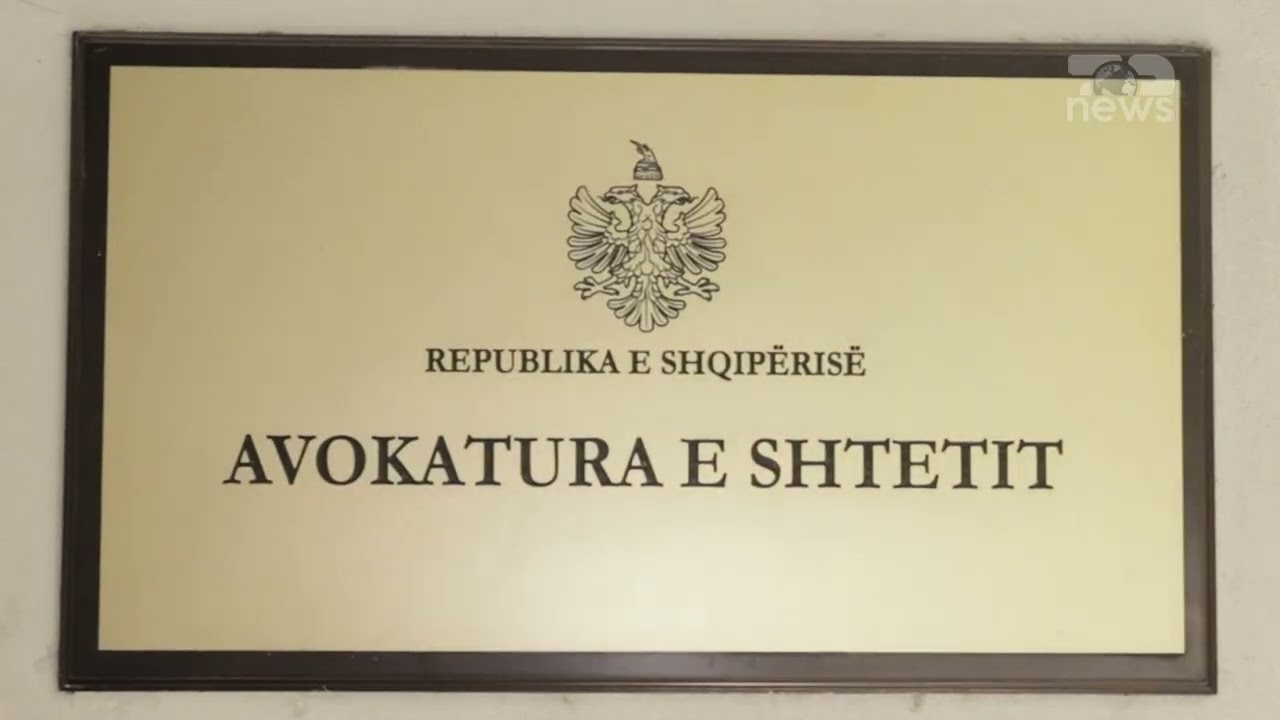 news
REPUBLIKA E SHQIPËRISË
AVOKATURA E SHTETIT